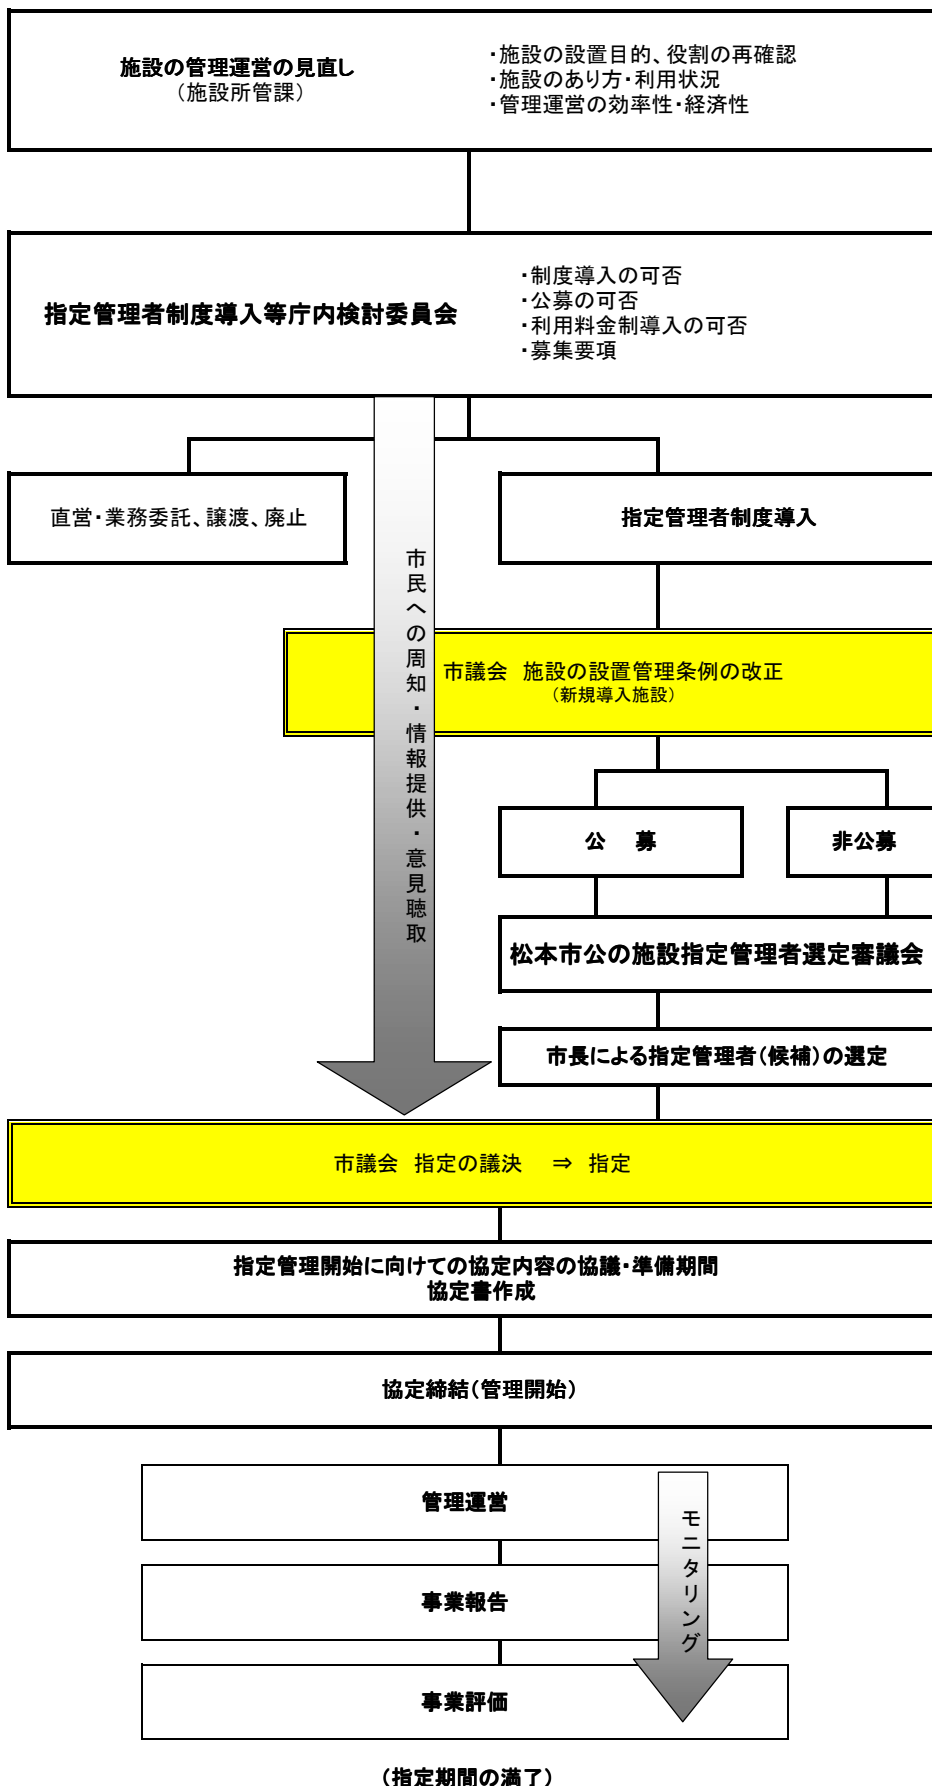 施設の管理運営の見直し
（施設所管課）
・施設の設置目的、役割の再確認
・施設のあり方・利用状況
・管理運営の効率性・経済性
指定管理者制度導入等庁内検討委員会
・制度導入の可否
・公募の可否
・利用料金制導入の可否
・募集要項
直営・業務委託、譲渡、廃止
指定管理者制度導入
市民への周知・情報提供・意見聴取
市議会　施設の設置管理条例の改正
（新規導入施設）
公　募
非公募
松本市公の施設指定管理者選定審議会
市長による指定管理者（候補）の選定
市議会　指定の議決　⇒　指定
指定管理開始に向けての協定内容の協議・準備期間
協定書作成
協定締結（管理開始）
管理運営
モニタリング
事業報告
事業評価
（指定期間の満了）